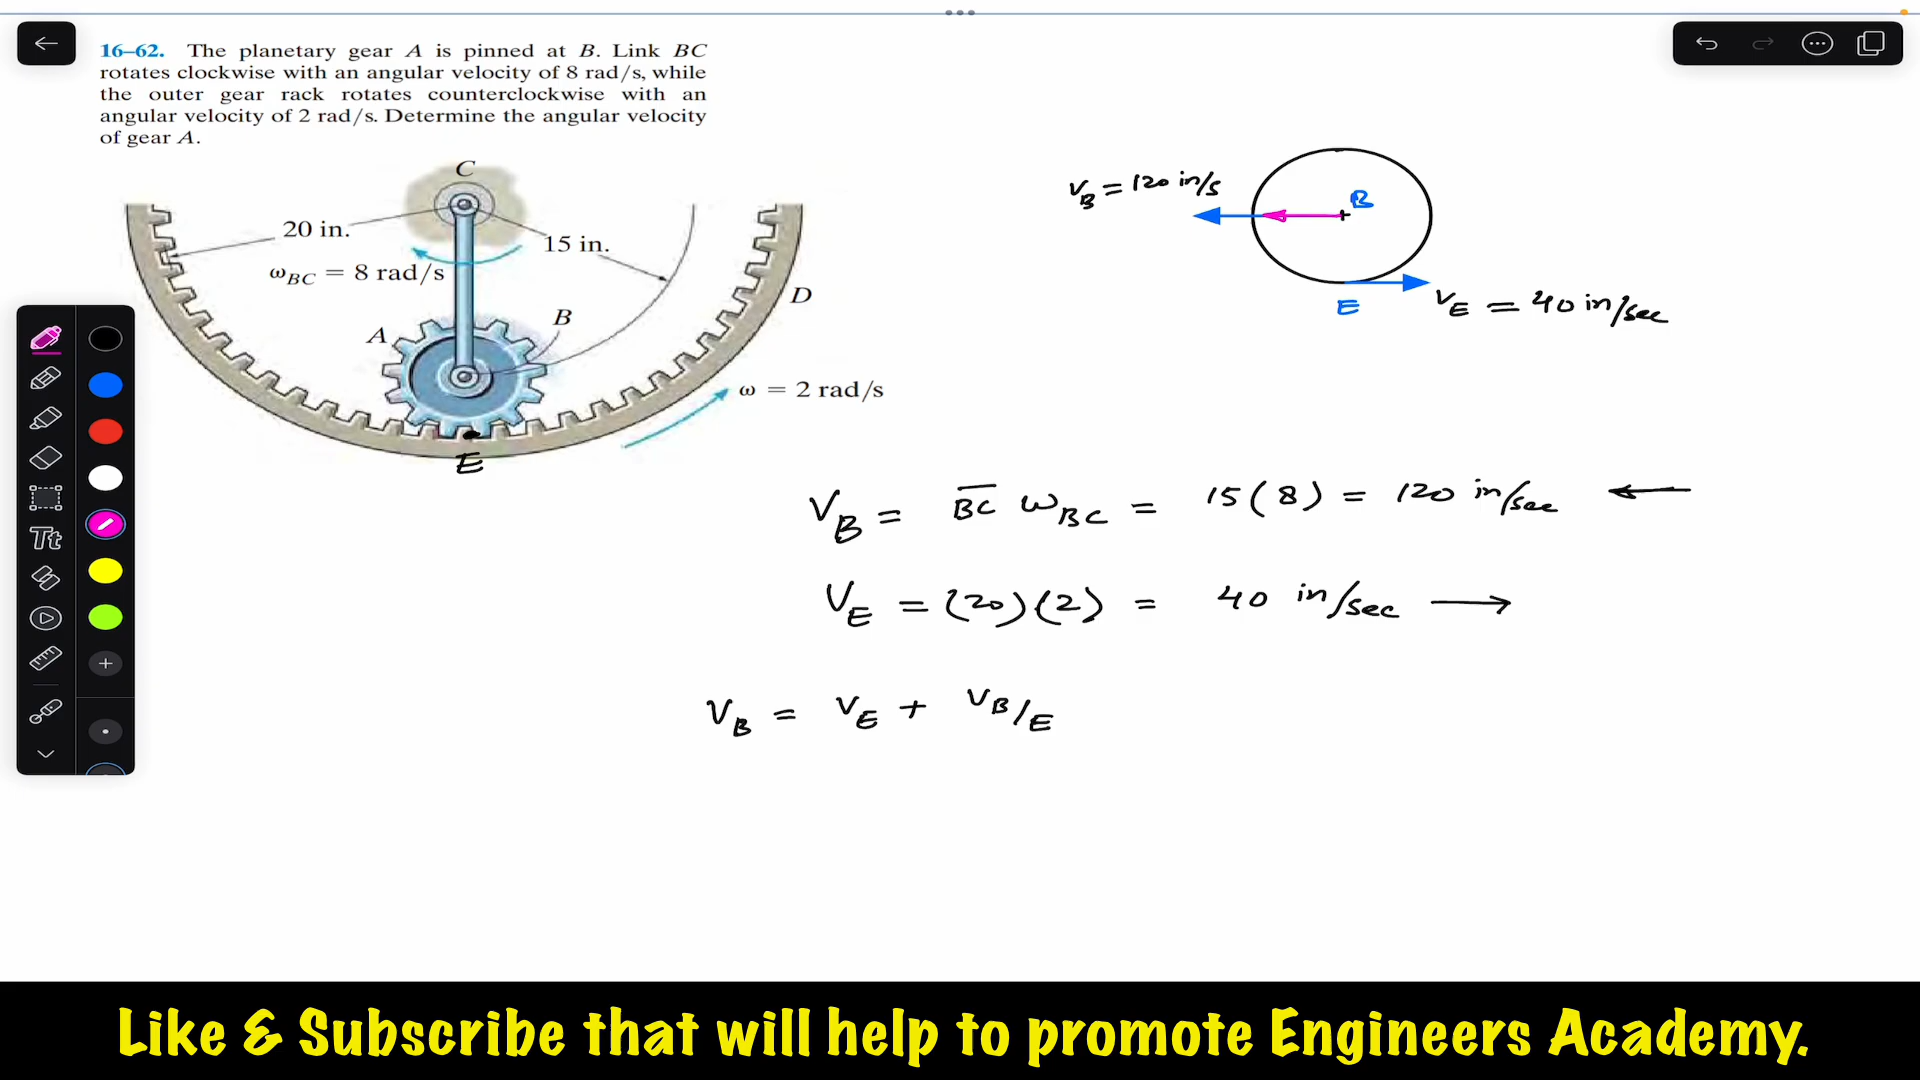 16–62. The planetary gear A is pinned at B. Link BC
rotates clockwise with an angular velocity of 8 rad/s, while
the outer gear rack rotates counterclockwise with an
angular velocity of 2 rad/s. Determine the angular velocity
of gear A.
C
20 in.
15 in.
ωBC = 8 rad/s
D
A
B
ω = 2 rad/s
E
VB = 120 in/s
B
E
VE = 40 in/sec
VB = BC ωBC = 15(8) = 120 in/sec ←
VE = (20)(2) = 40 in/sec →
VB = VE + VB/E
Tt
Like & Subscribe that will help to promote Engineers Academy.